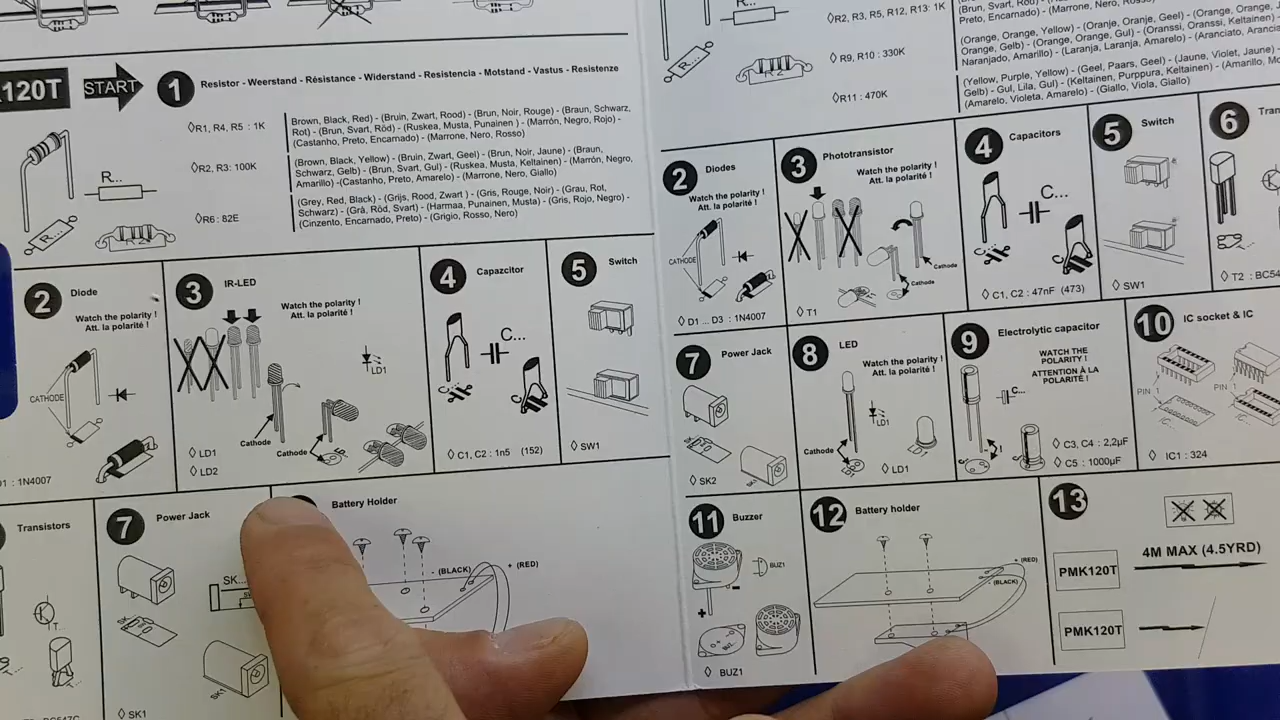 120T
START
1
Resistor - Weerstand - Résistance - Widerstand - Resistencia - Motstand - Vastus - Resistenze
◊R1, R4, R5 : 1K
Brown, Black, Red) - (Bruin, Zwart, Rood) - (Brun, Noir, Rouge) - (Braun, Schwarz,
Rot) - (Brun, Svart, Röd) - (Ruskea, Musta, Punainen ) - (Marrón, Negro, Rojo) -
(Castanho, Preto, Encarnado) - (Marrone, Nero, Rosso)
◊R2, R3: 100K
(Brown, Black, Yellow) - (Bruin, Zwart, Geel) - (Brun, Noir, Jaune) - (Braun,
Schwarz, Gelb) - (Brun, Svart, Gul) - (Ruskea, Musta, Keltainen) - (Marrón, Negro,
Amarillo) -(Castanho, Preto, Amarelo) - (Marrone, Nero, Giallo)
◊R6 : 82E
(Grey, Red, Black) - (Grijs, Rood, Zwart ) - (Gris, Rouge, Noir) - (Grau, Rot,
Schwarz) - (Grå, Röd, Svart) - (Harmaa, Punainen, Musta) - (Gris, Rojo, Negro) -
(Cinzento, Encarnado, Preto) - (Grigio, Rosso, Nero)
R...
R...
R2
2
Diode
Watch the polarity !
Att. la polarité !
CATHODE
1N4007
3
IR-LED
Watch the polarity !
Att. la polarité !
LD1
Cathode
Cathode
◊ LD1
◊ LD2
4
Capazcitor
C...
◊ C1, C2 : 1n5 (152)
5
Switch
◊ SW1
Transistors
T...
BC547C
7
Power Jack
SK...
SK1
◊ SK1
Battery Holder
- (BLACK)
+ (RED)
R...
R...
R2
◊R2, R3, R5, R12, R13: 1K
(Brun, Svart, Röd) -
Preto, Encarnado) - (Marrone, Nero, Rosso)
◊R9, R10 : 330K
(Orange, Orange, Yellow) - (Oranje, Oranje, Geel) - (Orange, Orange,
Orange, Gelb) - (Orange, Orange, Gul) - (Oranssi, Oranssi, Keltainen) -
Naranjado, Amarillo) - (Laranja, Laranja, Amarelo) - (Aranciato,
◊R11 : 470K
(Yellow, Purple, Yellow) - (Geel, Paars, Geel) - (Jaune, Violet, Jaune)
Gelb) - Gul, Lila, Gul) - (Keltainen, Purppura, Keltainen) - (Amarillo,
(Amarelo, Violeta, Amarelo) - (Giallo, Viola, Giallo)
2
Diodes
Watch the polarity !
Att. la polarité !
CATHODE
◊ D1 ... D3 : 1N4007
3
Phototransistor
Watch the polarity !
Att. la polarité !
Cathode
Cathode
◊ T1
4
Capacitors
C...
◊ C1, C2 : 47nF (473)
5
Switch
◊ SW1
6
◊ T2 :
7
Power Jack
◊ SK2
8
LED
Watch the polarity !
Att. la polarité !
LD1
Cathode
◊ LD1
9
Electrolytic capacitor
WATCH THE
POLARITY !
ATTENTION À LA
POLARITÉ !
C...
◊ C3, C4 : 2,2µF
◊ C5 : 1000µF
10
IC socket & IC
PIN 1
PIN 1
IC...
◊ IC1 : 324
11
Buzzer
BUZ1
BUZ
◊ BUZ1
12
Battery holder
+ (RED)
- (BLACK)
13
4M MAX (4.5YRD)
PMK120T
PMK120T